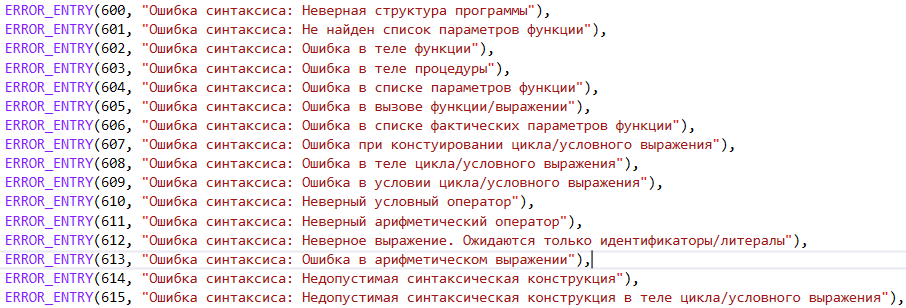 ERROR_ENTRY(600, "Ошибка синтаксиса: Неверная структура программы"),
ERROR_ENTRY(601, "Ошибка синтаксиса: Не найден список параметров функции"),
ERROR_ENTRY(602, "Ошибка синтаксиса: Ошибка в теле функции"),
ERROR_ENTRY(603, "Ошибка синтаксиса: Ошибка в теле процедуры"),
ERROR_ENTRY(604, "Ошибка синтаксиса: Ошибка в списке параметров функции"),
ERROR_ENTRY(605, "Ошибка синтаксиса: Ошибка в вызове функции/выражении"),
ERROR_ENTRY(606, "Ошибка синтаксиса: Ошибка в списке фактических параметров функции"),
ERROR_ENTRY(607, "Ошибка синтаксиса: Ошибка при констуировании цикла/условного выражения"),
ERROR_ENTRY(608, "Ошибка синтаксиса: Ошибка в теле цикла/условного выражения"),
ERROR_ENTRY(609, "Ошибка синтаксиса: Ошибка в условии цикла/условного выражения"),
ERROR_ENTRY(610, "Ошибка синтаксиса: Неверный условный оператор"),
ERROR_ENTRY(611, "Ошибка синтаксиса: Неверный арифметический оператор"),
ERROR_ENTRY(612, "Ошибка синтаксиса: Неверное выражение. Ожидаются только идентификаторы/литералы"),
ERROR_ENTRY(613, "Ошибка синтаксиса: Ошибка в арифметическом выражении"),
ERROR_ENTRY(614, "Ошибка синтаксиса: Недопустимая синтаксическая конструкция"),
ERROR_ENTRY(615, "Ошибка синтаксиса: Недопустимая синтаксическая конструкция в теле цикла/условного выражения"),